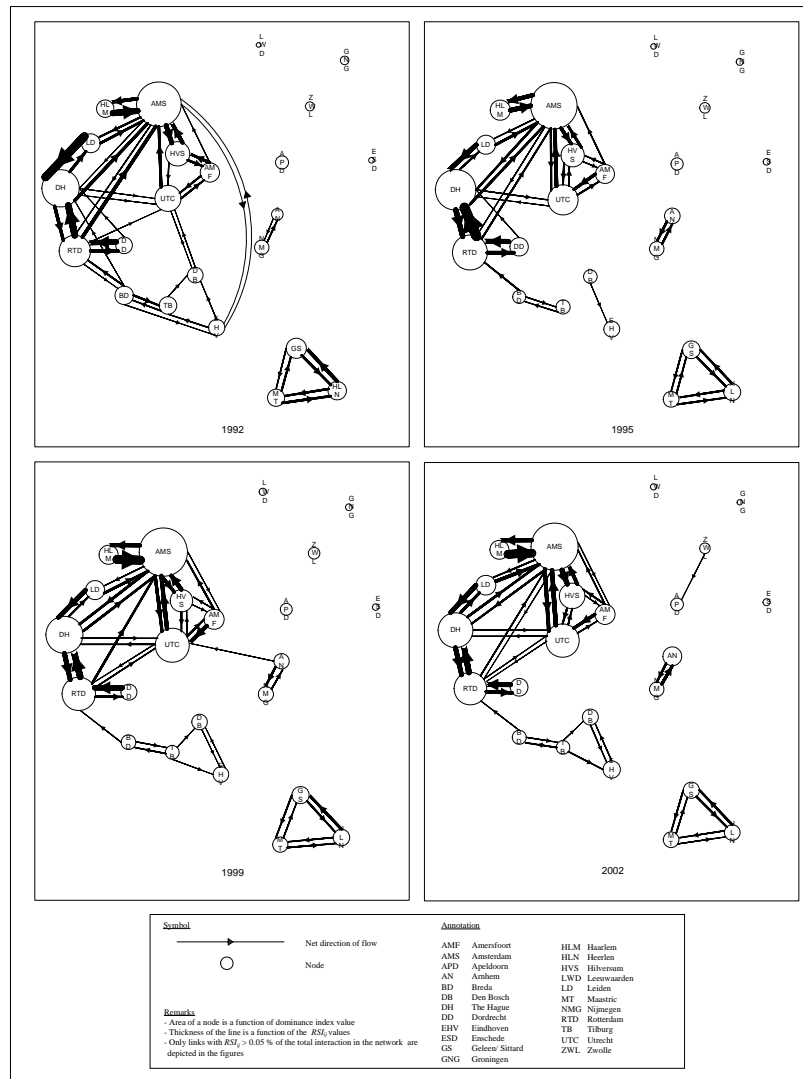 L
W
D
G
N
G
HL
M
AMS
Z
W
L
LD
HVS
A
P
D
E
S
D
AM
F
DH
UTC
A
N
D
D
N
M
G
RTD
D
B
BD
TB
H
V
GS
M
T
HL
N
1992
L
W
D
G
N
G
HL
M
AMS
Z
W
L
LD
HV
S
A
P
D
E
S
D
AM
F
DH
UTC
A
N
DD
N
M
G
RTD
D
B
B
D
T
B
E
H
V
G
S
M
T
L
N
1995
L
W
D
G
N
G
HL
M
AMS
Z
W
L
LD
HV
S
A
P
D
E
S
D
AM
F
DH
UTC
A
N
D
D
N
M
G
RTD
D
B
B
D
T
B
E
H
V
G
S
M
T
L
N
1999
L
W
D
G
N
G
HL
M
AMS
Z
W
L
LD
HVS
A
P
D
E
S
D
AM
F
DH
UTC
AN
D
D
N
M
G
RTD
D
B
B
D
T
B
E
H
V
G
S
M
T
L
N
2002
Symbol
Net direction of flow
Node
Remarks
- Area of a node is a function of dominance index value
- Thickness of the line is a function of the RSIij values
- Only links with RSIij > 0.05 % of the total interaction in the network are
depicted in the figures
Annotation
AMF Amersfoort
AMS Amsterdam
APD Apeldoorn
AN Arnhem
BD Breda
DB Den Bosch
DH The Hague
DD Dordrecht
EHV Eindhoven
ESD Enschede
GS Geleen/ Sittard
GNG Groningen
HLM Haarlem
HLN Heerlen
HVS Hilversum
LWD Leeuwarden
LD Leiden
MT Maastric
NMG Nijmegen
RTD Rotterdam
TB Tilburg
UTC Utrecht
ZWL Zwolle